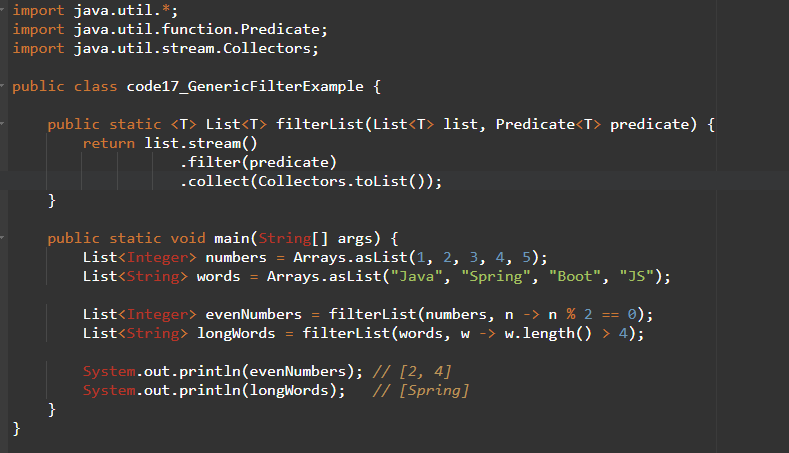 import java.util.*;
import java.util.function.Predicate;
import java.util.stream.Collectors;
public class code17_GenericFilterExample {
public static <T> List<T> filterList(List<T> list, Predicate<T> predicate) {
return list.stream()
.filter(predicate)
.collect(Collectors.toList());
}
public static void main(String[] args) {
List<Integer> numbers = Arrays.asList(1, 2, 3, 4, 5);
List<String> words = Arrays.asList("Java", "Spring", "Boot", "JS");
List<Integer> evenNumbers = filterList(numbers, n -> n % 2 == 0);
List<String> longWords = filterList(words, w -> w.length() > 4);
System.out.println(evenNumbers); // [2, 4]
System.out.println(longWords);   // [Spring]
}
}